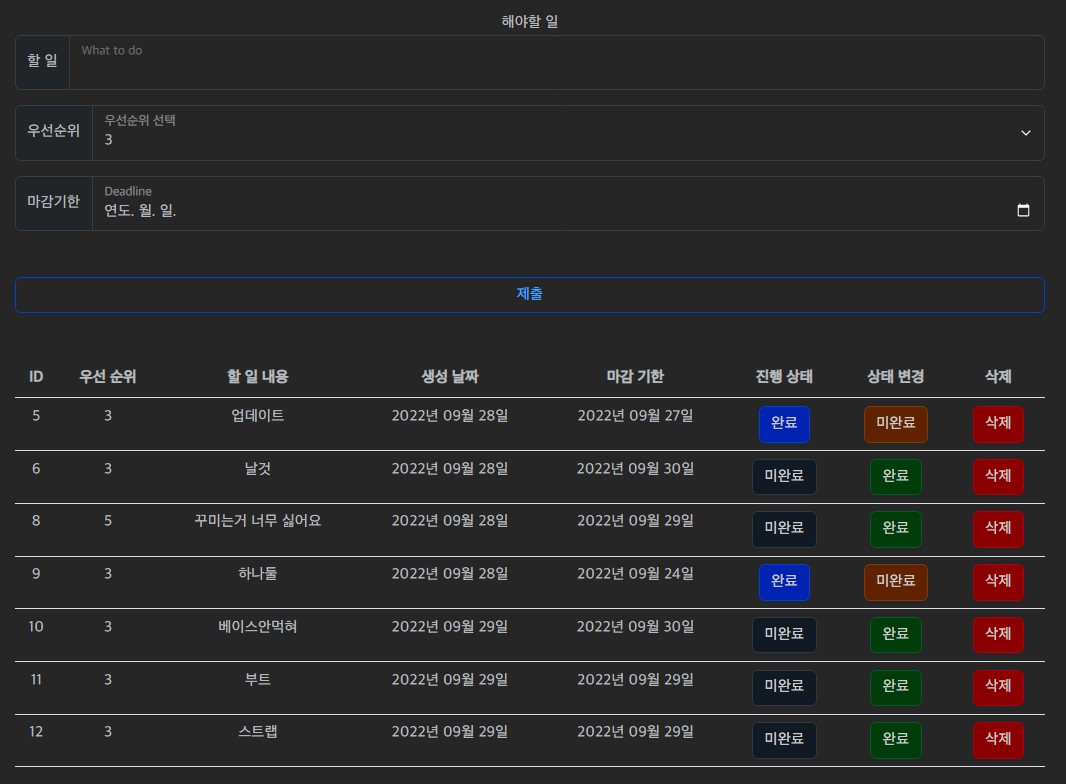 해야할 일
할 일 What to do
우선순위 우선순위 선택
3
마감기한 Deadline
연도. 월. 일.
제출
ID 우선 순위 할 일 내용 생성 날짜 마감 기한 진행 상태 상태 변경 삭제
5 3 업데이트 2022년 09월 28일 2022년 09월 27일 완료 미완료 삭제
6 3 날것 2022년 09월 28일 2022년 09월 30일 미완료 완료 삭제
8 5 꾸미는거 너무 싫어요 2022년 09월 28일 2022년 09월 29일 미완료 완료 삭제
9 3 하나둘 2022년 09월 28일 2022년 09월 24일 완료 미완료 삭제
10 3 베이스안먹혀 2022년 09월 29일 2022년 09월 30일 미완료 완료 삭제
11 3 부트 2022년 09월 29일 2022년 09월 29일 미완료 완료 삭제
12 3 스트랩 2022년 09월 29일 2022년 09월 29일 미완료 완료 삭제